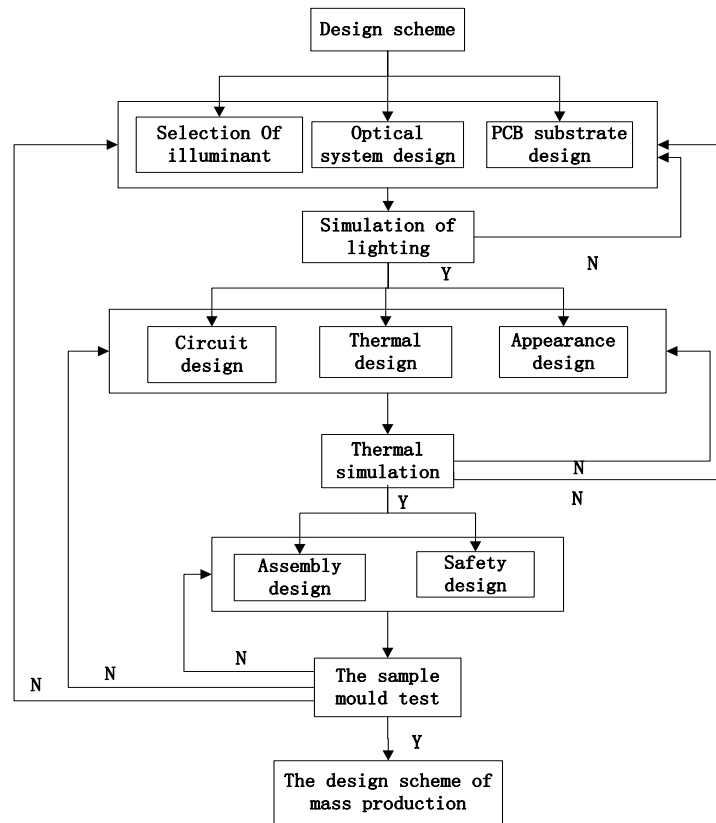 Design scheme
Selection Of
illuminant
Optical
system design
PCB substrate
design
Simulation of
lighting
Y
N
Circuit
design
Thermal
design
Appearance
design
Thermal
simulation
N
N
Y
Assembly
design
Safety
design
N
N
N
The sample
mould test
Y
The design scheme of
mass production